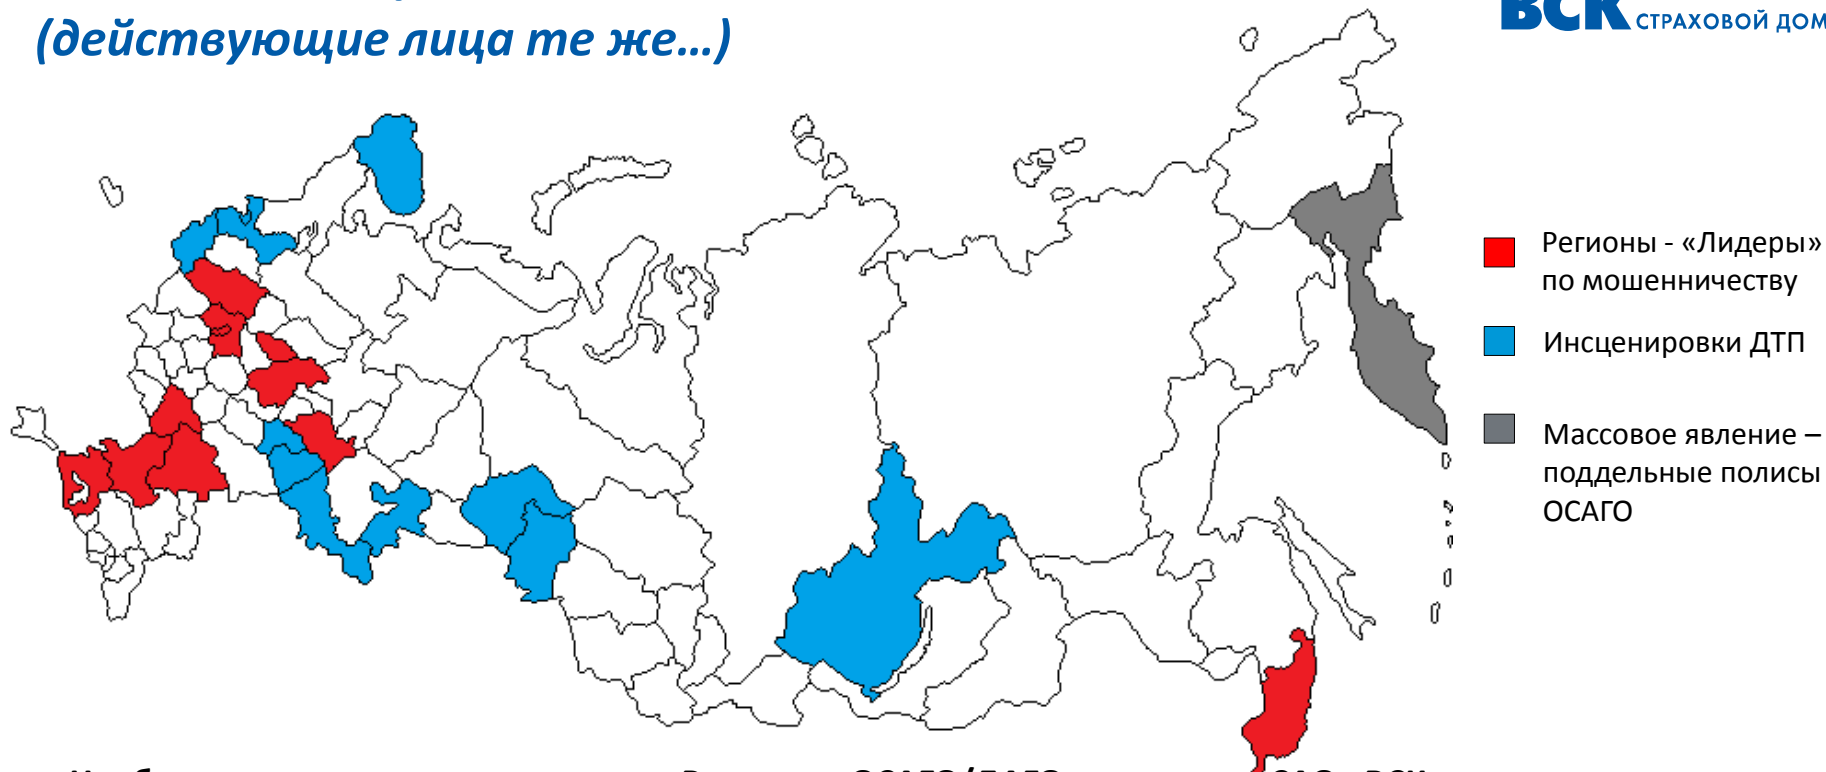 (действующие лица те же...)
ВСК СТРАХОВОЙ ДОМ
Регионы - «Лидеры»
по мошенничеству
Инсценировки ДТП
Массовое явление –
поддельные полисы
ОСАГО